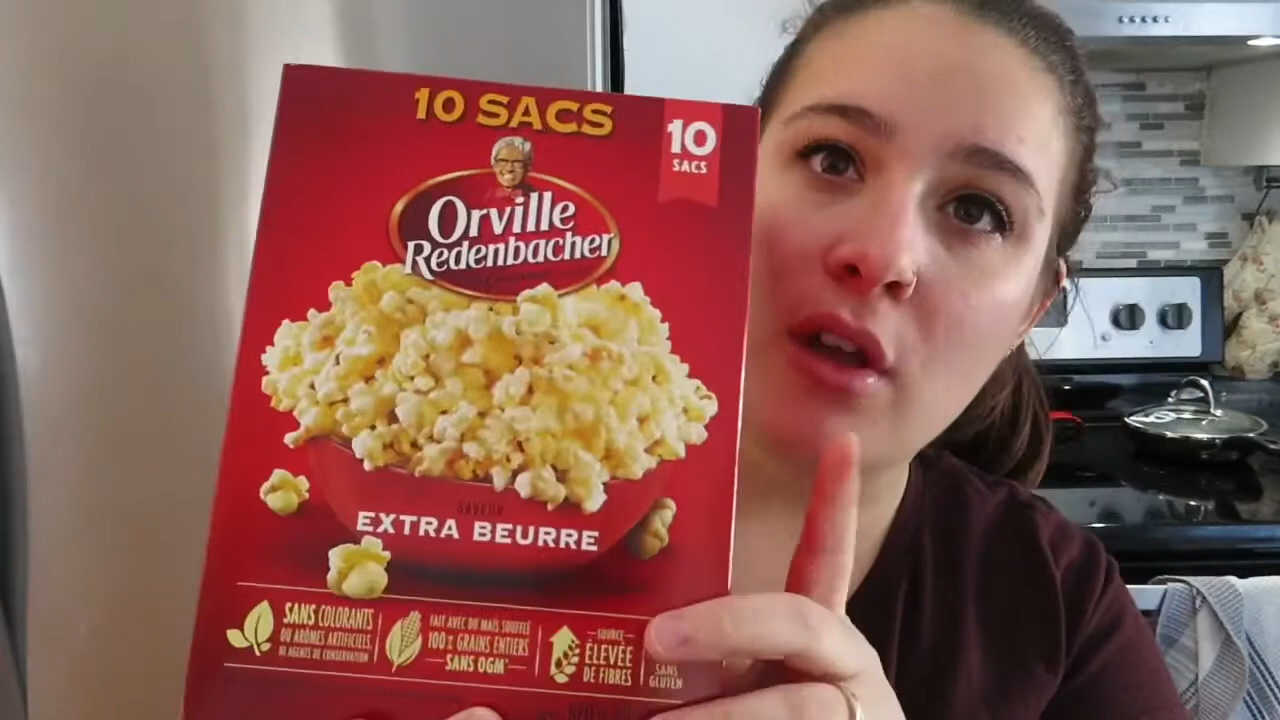 10 SACS
10
SACS
Orville
Redenbacher
SAVEUR
EXTRA BEURRE
SANS COLORANTS
OU ARÔMES ARTIFICIELS,
NI AGENTS DE CONSERVATION
FAIT AVEC DU MAÏS SOUFFLÉ
100% GRAINS ENTIERS
SANS OGM*
SOURCE
ÉLEVÉE
DE FIBRES
SANS
GLUTEN